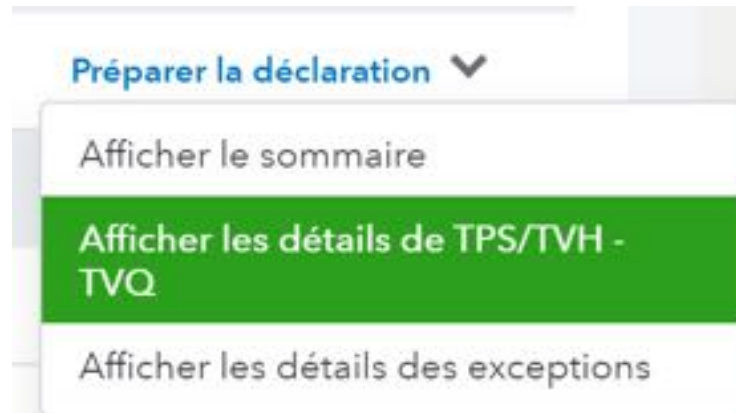 Préparer la déclaration
Afficher le sommaire
Afficher les détails de TPS/TVH -
TVQ
Afficher les détails des exceptions